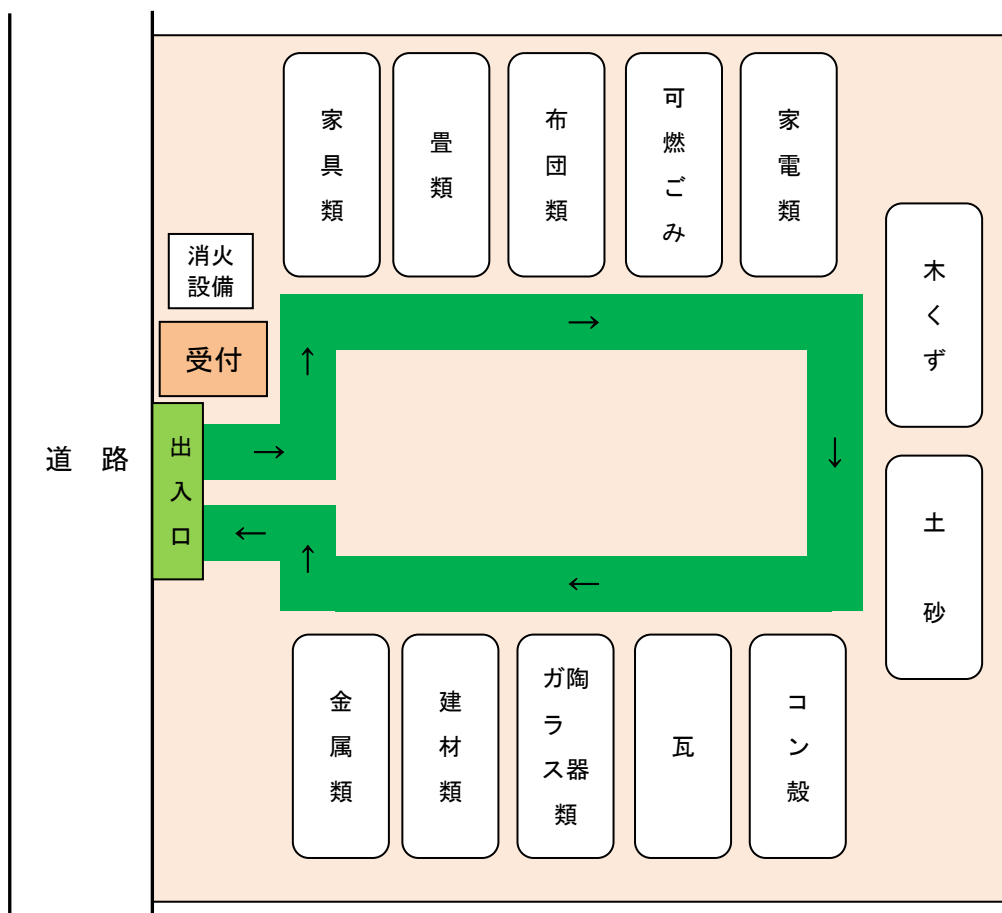 家具類
畳類
布団類
可燃ごみ
家電類
木くず
消火
設備
受付
→
↑
↓
道　路
出入口
→
←
↑
←
土砂
金属類
建材類
ガラス
陶器類
瓦
コン殻